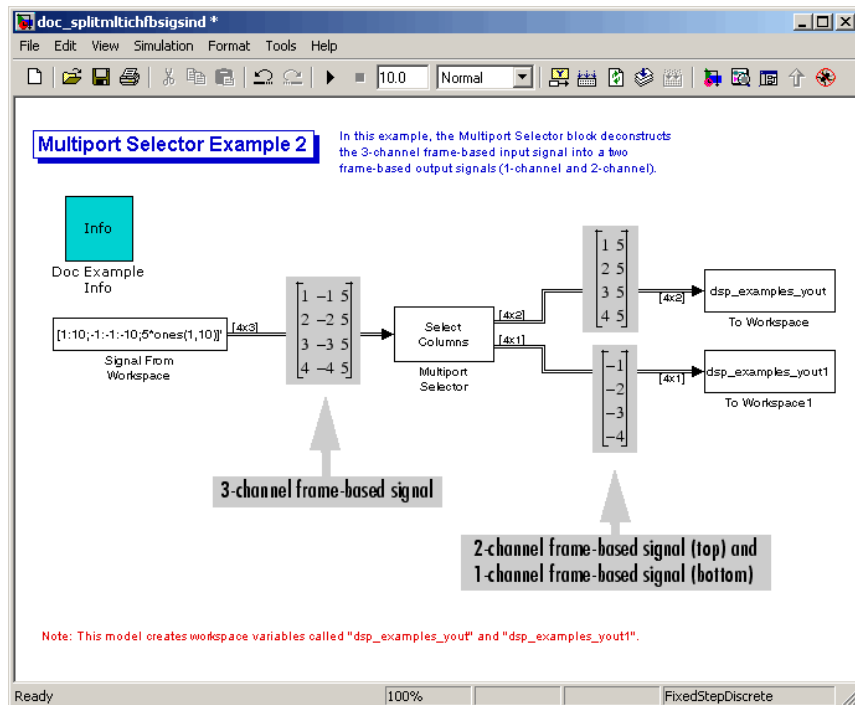 doc_splitmltichfbsigsind *
File Edit View Simulation Format Tools Help
10.0 Normal
Multiport Selector Example 2
In this example, the Multiport Selector block deconstructs
the 3-channel frame-based input signal into a two
frame-based output signals (1-channel and 2-channel).
Info
Doc Example
Info
[1:10;-1:-1:-10;5*ones(1,10)]'
Signal From
Workspace
[4x3]
1 -1 5
2 -2 5
3 -3 5
4 -4 5
Select
Columns
Multiport
Selector
[4x2]
[4x1]
1 5
2 5
3 5
4 5
[4x2]
dsp_examples_yout
To Workspace
-1
-2
-3
-4
[4x1]
dsp_examples_yout1
To Workspace1
3-channel frame-based signal
2-channel frame-based signal (top) and
1-channel frame-based signal (bottom)
Note: This model creates workspace variables called "dsp_examples_yout" and "dsp_examples_yout1".
Ready 100% FixedStepDiscrete